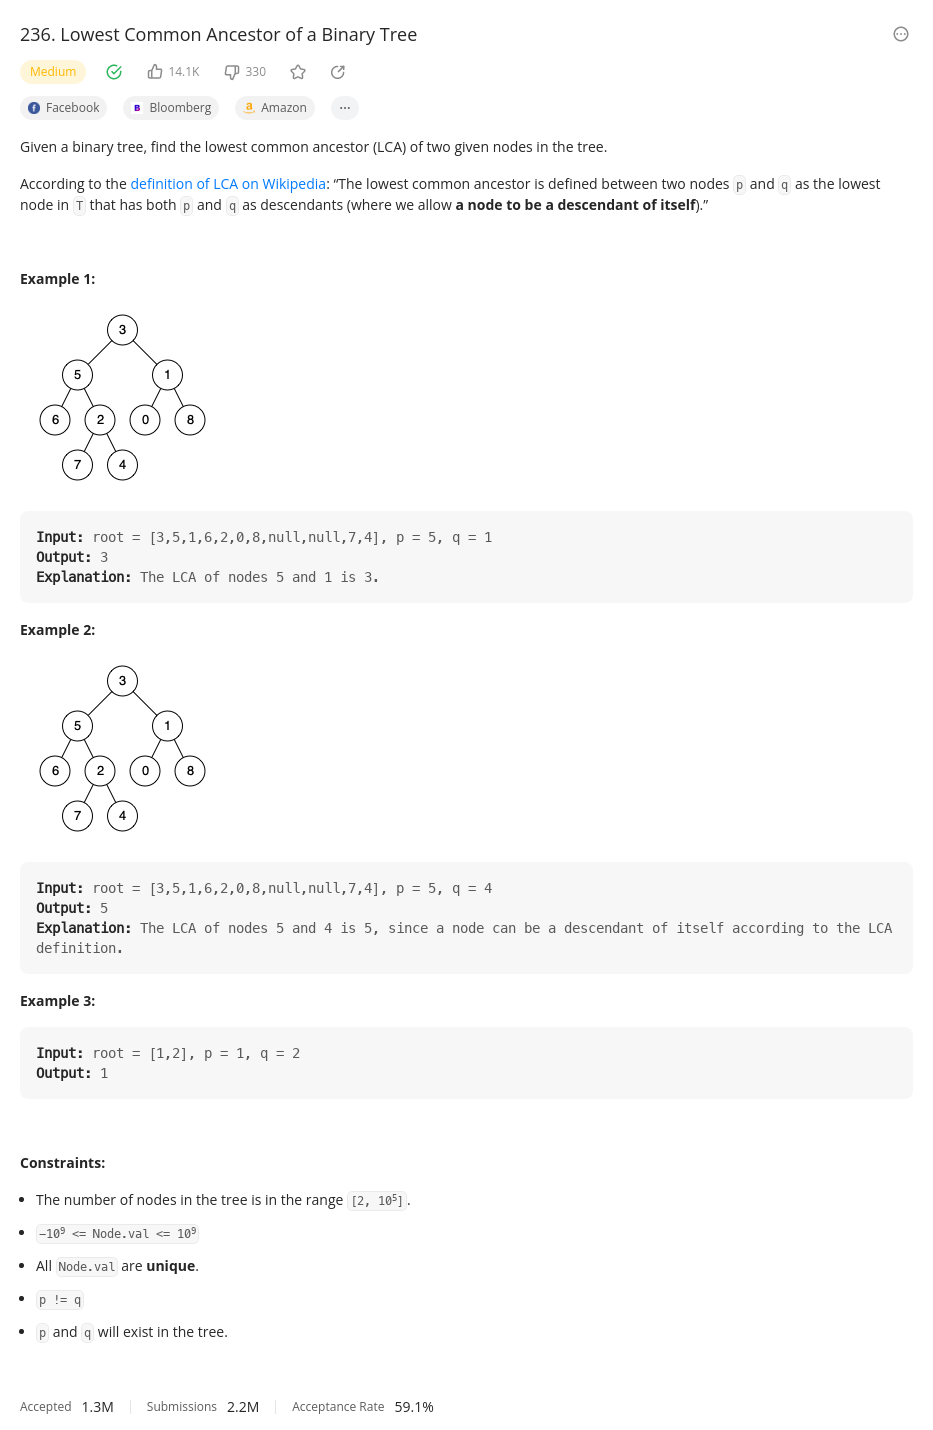 236. Lowest Common Ancestor of a Binary Tree
Medium 14.1K 330
Facebook Bloomberg Amazon ...
Given a binary tree, find the lowest common ancestor (LCA) of two given nodes in the tree.
According to the definition of LCA on Wikipedia: “The lowest common ancestor is defined between two nodes p and q as the lowest
node in T that has both p and q as descendants (where we allow a node to be a descendant of itself).”
Example 1:
3
5 1
6 2 0 8
7 4
Input: root = [3,5,1,6,2,0,8,null,null,7,4], p = 5, q = 1
Output: 3
Explanation: The LCA of nodes 5 and 1 is 3.
Example 2:
3
5 1
6 2 0 8
7 4
Input: root = [3,5,1,6,2,0,8,null,null,7,4], p = 5, q = 4
Output: 5
Explanation: The LCA of nodes 5 and 4 is 5, since a node can be a descendant of itself according to the LCA
definition.
Example 3:
Input: root = [1,2], p = 1, q = 2
Output: 1
Constraints:
• The number of nodes in the tree is in the range [2, 10⁵].
• −10⁹ <= Node.val <= 10⁹
• All Node.val are unique.
• p != q
• p and q will exist in the tree.
Accepted 1.3M Submissions 2.2M Acceptance Rate 59.1%